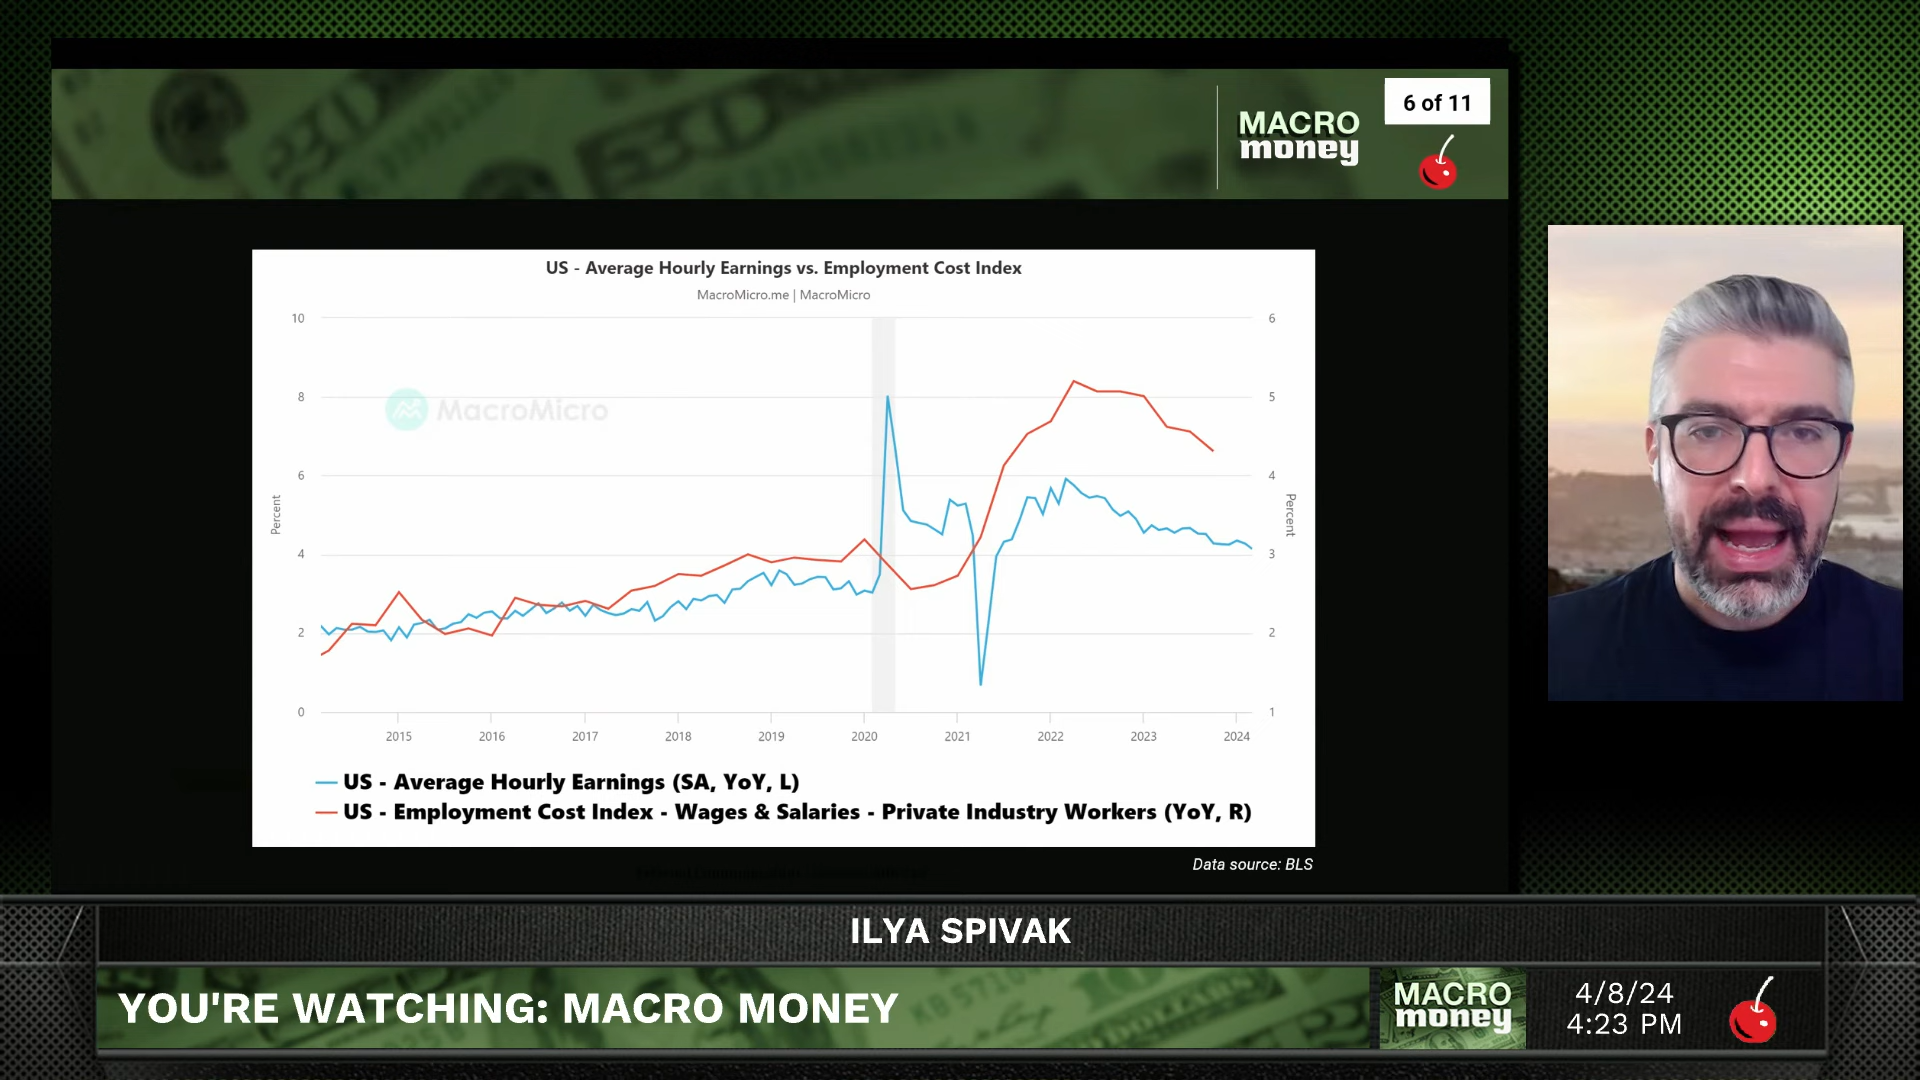 6 of 11
MACRO
money
US - Average Hourly Earnings vs. Employment Cost Index
MacroMicro.me | MacroMicro
10
8
6
4
2
0
Percent
MacroMicro
6
5
4
3
2
1
Percent
2015 2016 2017 2018 2019 2020 2021 2022 2023 2024
US - Average Hourly Earnings (SA, YoY, L)
US - Employment Cost Index - Wages & Salaries - Private Industry Workers (YoY, R)
Data source: BLS
ILYA SPIVAK
YOU'RE WATCHING: MACRO MONEY
MACRO
money
4/8/24
4:23 PM